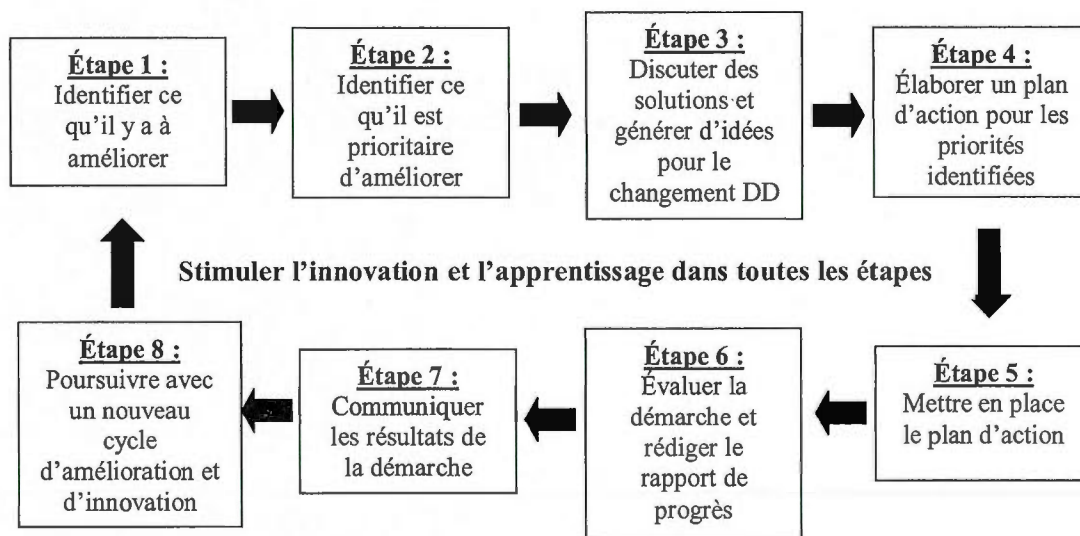 Étape 1 :
Identifier ce
qu'il y a à
améliorer
Étape 2 :
Identifier ce
qu'il est
prioritaire
d'améliorer
Étape 3 :
Discuter des
solutions et
générer d'idées
pour le
changement DD
Étape 4 :
Élaborer un plan
d'action pour les
priorités
identifiées
Stimuler l'innovation et l'apprentissage dans toutes les étapes
Étape 5 :
Mettre en place
le plan d'action
Étape 6 :
Évaluer la
démarche et
rédiger le
rapport de
progrès
Étape 7 :
Communiquer
les résultats de
la démarche
Étape 8 :
Poursuivre avec
un nouveau
cycle
d'amélioration et
d'innovation